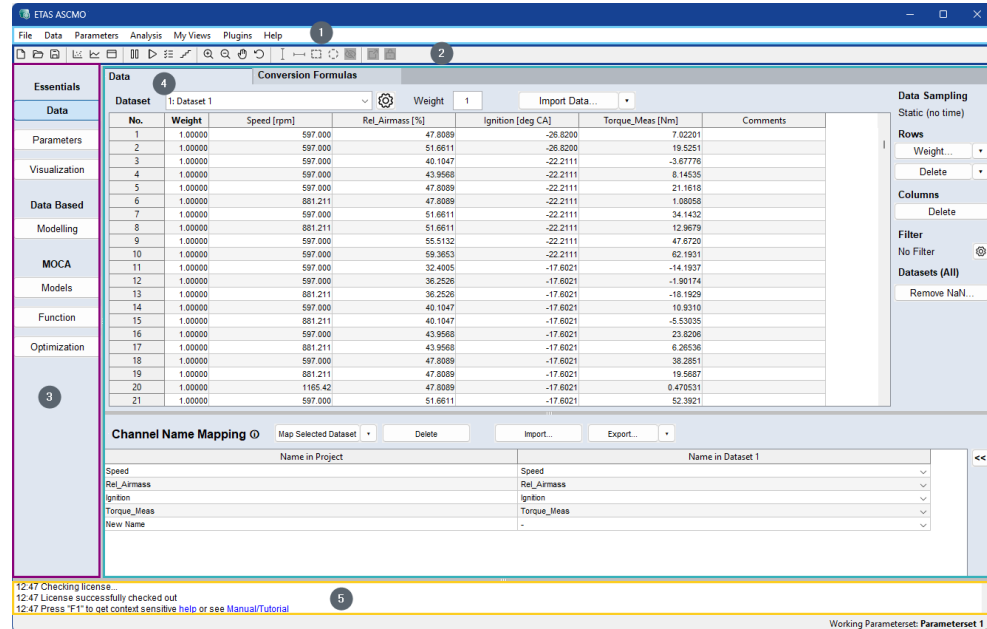 ETAS ASCMO
File Data Parameters Analysis My Views Plugins Help
1
2
Essentials
Data
Parameters
Visualization
Data Based
Modelling
MOCA
Models
Function
Optimization
3
Data Conversion Formulas
4
Dataset 1: Dataset 1 Weight 1 Import Data...
No. Weight Speed [rpm] Rel_Airmass [%] Ignition [deg CA] Torque_Meas [Nm] Comments
1 1.00000 597.000 47.8089 -26.8200 7.02201
2 1.00000 597.000 51.6611 -26.8200 19.5251
3 1.00000 597.000 40.1047 -22.2111 -3.67776
4 1.00000 597.000 43.9568 -22.2111 8.14535
5 1.00000 597.000 47.8089 -22.2111 21.1618
6 1.00000 881.211 47.8089 -22.2111 1.08058
7 1.00000 597.000 51.6611 -22.2111 34.1432
8 1.00000 881.211 51.6611 -22.2111 12.9679
9 1.00000 597.000 55.5132 -22.2111 47.6720
10 1.00000 597.000 59.3653 -22.2111 62.1931
11 1.00000 597.000 32.4005 -17.6021 -14.1937
12 1.00000 597.000 36.2526 -17.6021 -1.90174
13 1.00000 881.211 36.2526 -17.6021 -18.1929
14 1.00000 597.000 40.1047 -17.6021 10.9310
15 1.00000 881.211 40.1047 -17.6021 -5.53035
16 1.00000 597.000 43.9568 -17.6021 23.8206
17 1.00000 881.211 43.9568 -17.6021 6.26536
18 1.00000 597.000 47.8089 -17.6021 38.2851
19 1.00000 881.211 47.8089 -17.6021 19.5687
20 1.00000 1165.42 47.8089 -17.6021 0.470531
21 1.00000 597.000 51.6611 -17.6021 52.3921
Data Sampling
Static (no time)
Rows
Weight...
Delete
Columns
Delete
Filter
No Filter
Datasets (All)
Remove NaN...
Channel Name Mapping Map Selected Dataset Delete Import... Export...
Name in Project Name in Dataset 1
<<
Speed Speed
Rel_Airmass Rel_Airmass
Ignition Ignition
Torque_Meas Torque_Meas
New Name -
12:47 Checking license...
12:47 License successfully checked out
12:47 Press "F1" to get context sensitive help or see Manual/Tutorial
5
Working Parameterset: Parameterset 1